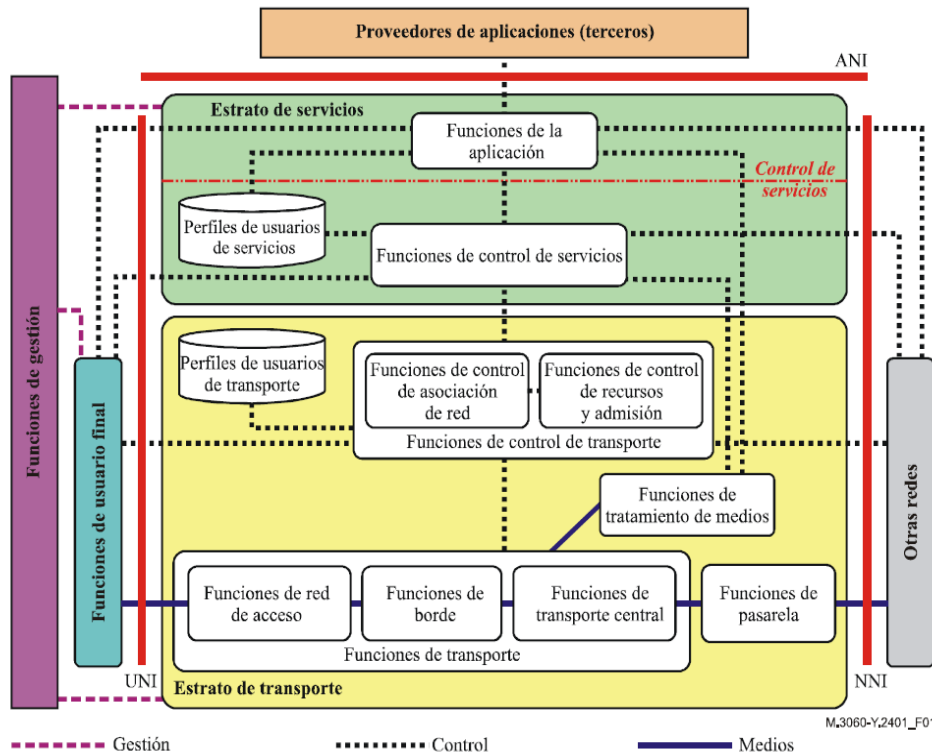 Proveedores de aplicaciones (terceros)
ANI
Estrato de servicios
Funciones de la
aplicación
Control de
servicios
Perfiles de usuarios
de servicios
Funciones de control de servicios
Funciones de gestión
Perfiles de usuarios
de transporte
Funciones de control
de asociación
de red
Funciones de control
de recursos
y admisión
Funciones de control de transporte
Funciones de usuario final
Otras redes
Funciones de
tratamiento de medios
Funciones de red
de acceso
Funciones de
borde
Funciones de
transporte central
Funciones de
pasarela
Funciones de transporte
UNI
Estrato de transporte
NNI
M.3060-Y.2401_F01
Gestión
Control
Medios